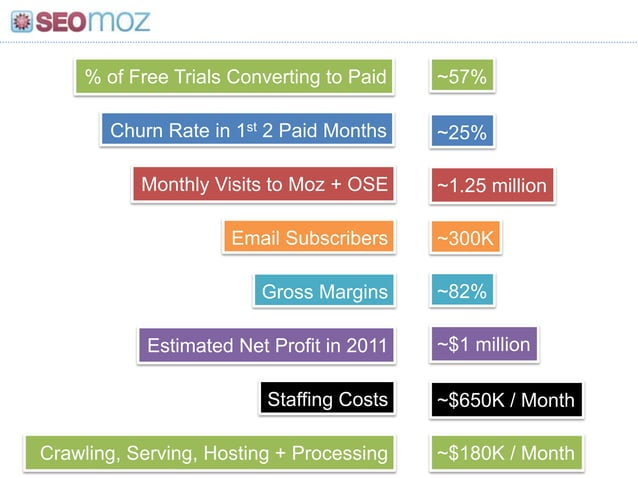 SEOmoz
% of Free Trials Converting to Paid ~57%
Churn Rate in 1st 2 Paid Months ~25%
Monthly Visits to Moz + OSE ~1.25 million
Email Subscribers ~300K
Gross Margins ~82%
Estimated Net Profit in 2011 ~$1 million
Staffing Costs ~$650K / Month
Crawling, Serving, Hosting + Processing ~$180K / Month